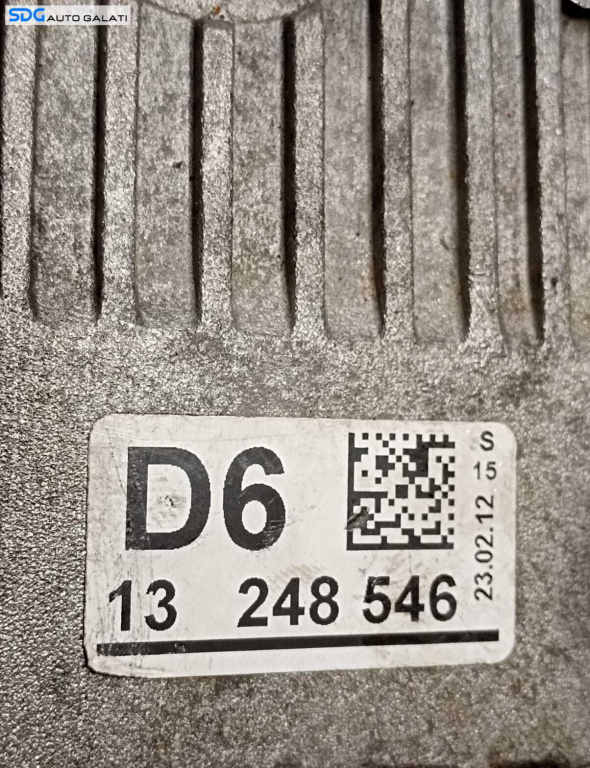 SDG AUTO GALATI
D6
13 248 546
S
15
23.02.12